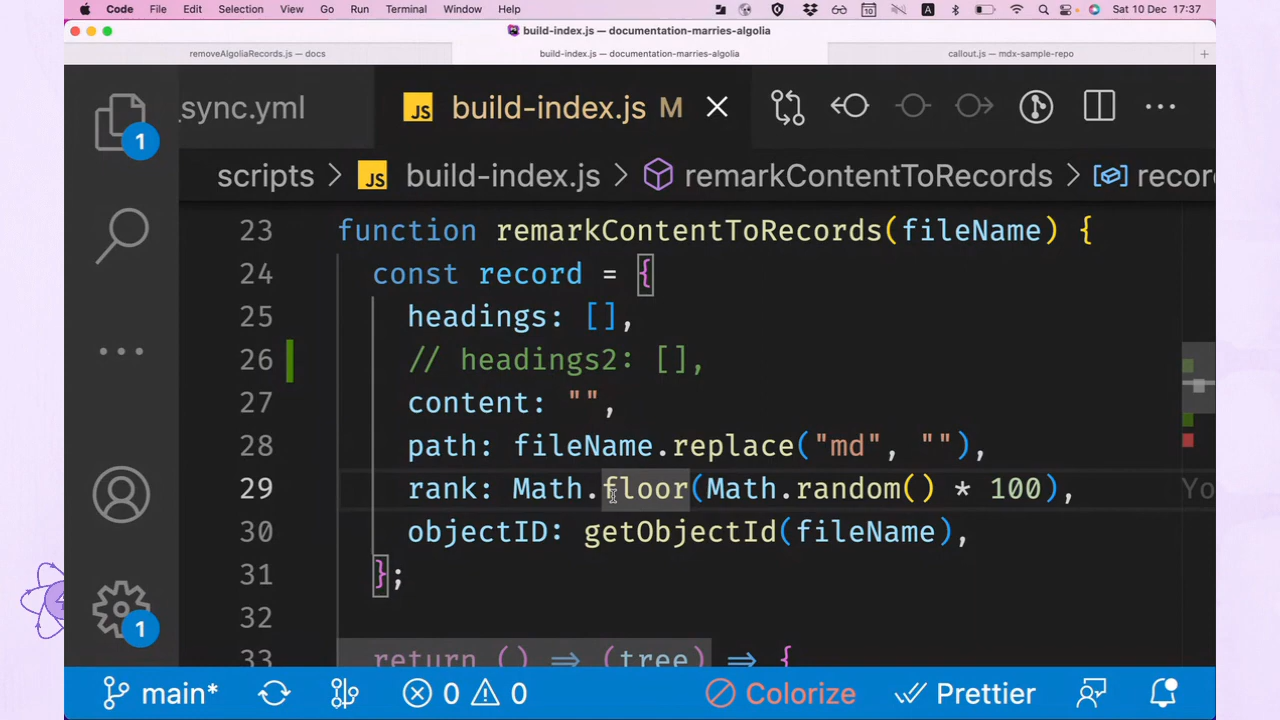 Code File Edit Selection View Go Run Terminal Window Help Sat 10 Dec 17:37
build-index.js — documentation-marries-algolia
removeAlgoliaRecords.js — docs build-index.js — documentation-marries-algolia callout.js — mdx-sample-repo
_sync.yml JS build-index.js M
scripts > JS build-index.js > remarkContentToRecords > recor
23 function remarkContentToRecords(fileName) {
24 const record = {
25 headings: [],
26 // headings2: [],
27 content: "",
28 path: fileName.replace("md", ""),
29 rank: Math.floor(Math.random() * 100), Yo
30 objectID: getObjectId(fileName),
31 };
32
33 return () ⇒ (tree) ⇒ {
1
1
main* 0 0 Colorize Prettier